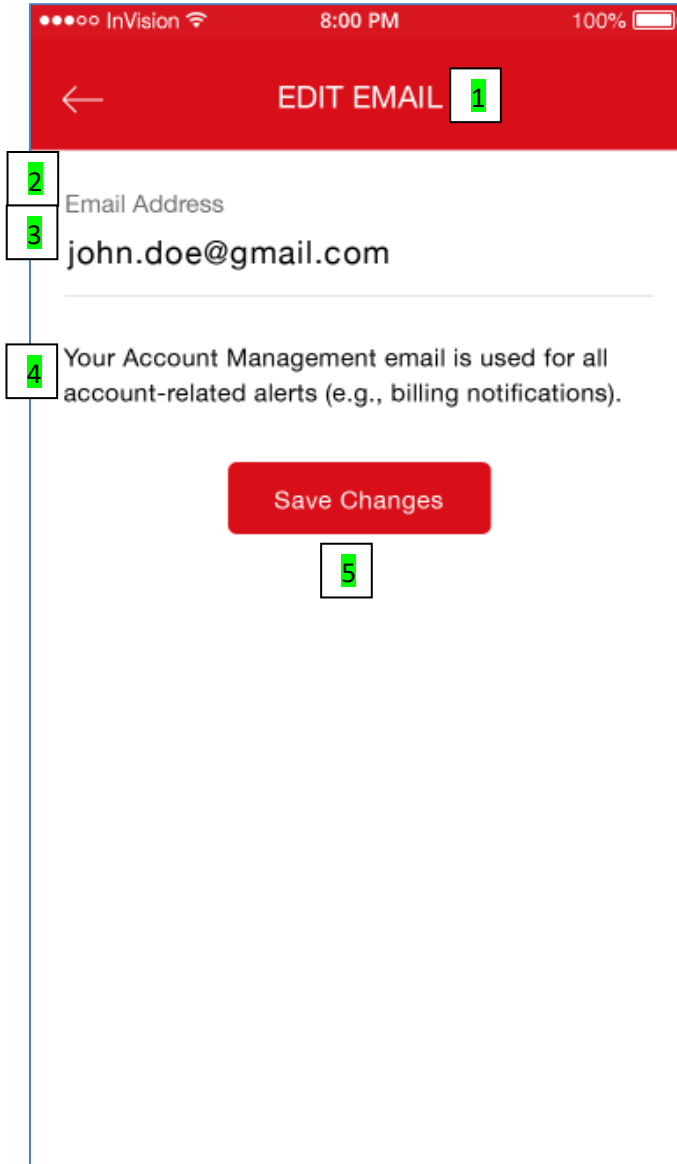 InVision 8:00 PM 100%
EDIT EMAIL 1
2
Email Address
3
john.doe@gmail.com
4
Your Account Management email is used for all
account-related alerts (e.g., billing notifications).
Save Changes
5